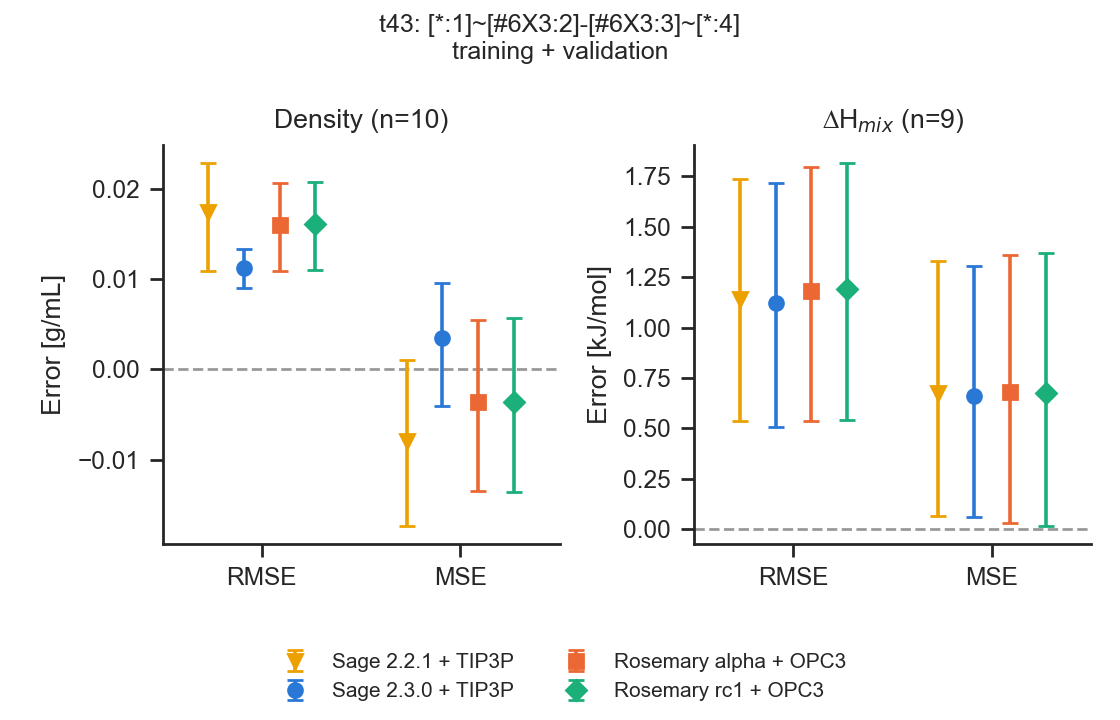 t43: [*:1]~[#6X3:2]-[#6X3:3]~[*:4]
training + validation
Density (n=10)
Error [g/mL]
0.02
0.01
0.00
−0.01
RMSE
MSE
ΔHmix (n=9)
Error [kJ/mol]
1.75
1.50
1.25
1.00
0.75
0.50
0.25
0.00
RMSE
MSE
Sage 2.2.1 + TIP3P
Sage 2.3.0 + TIP3P
Rosemary alpha + OPC3
Rosemary rc1 + OPC3